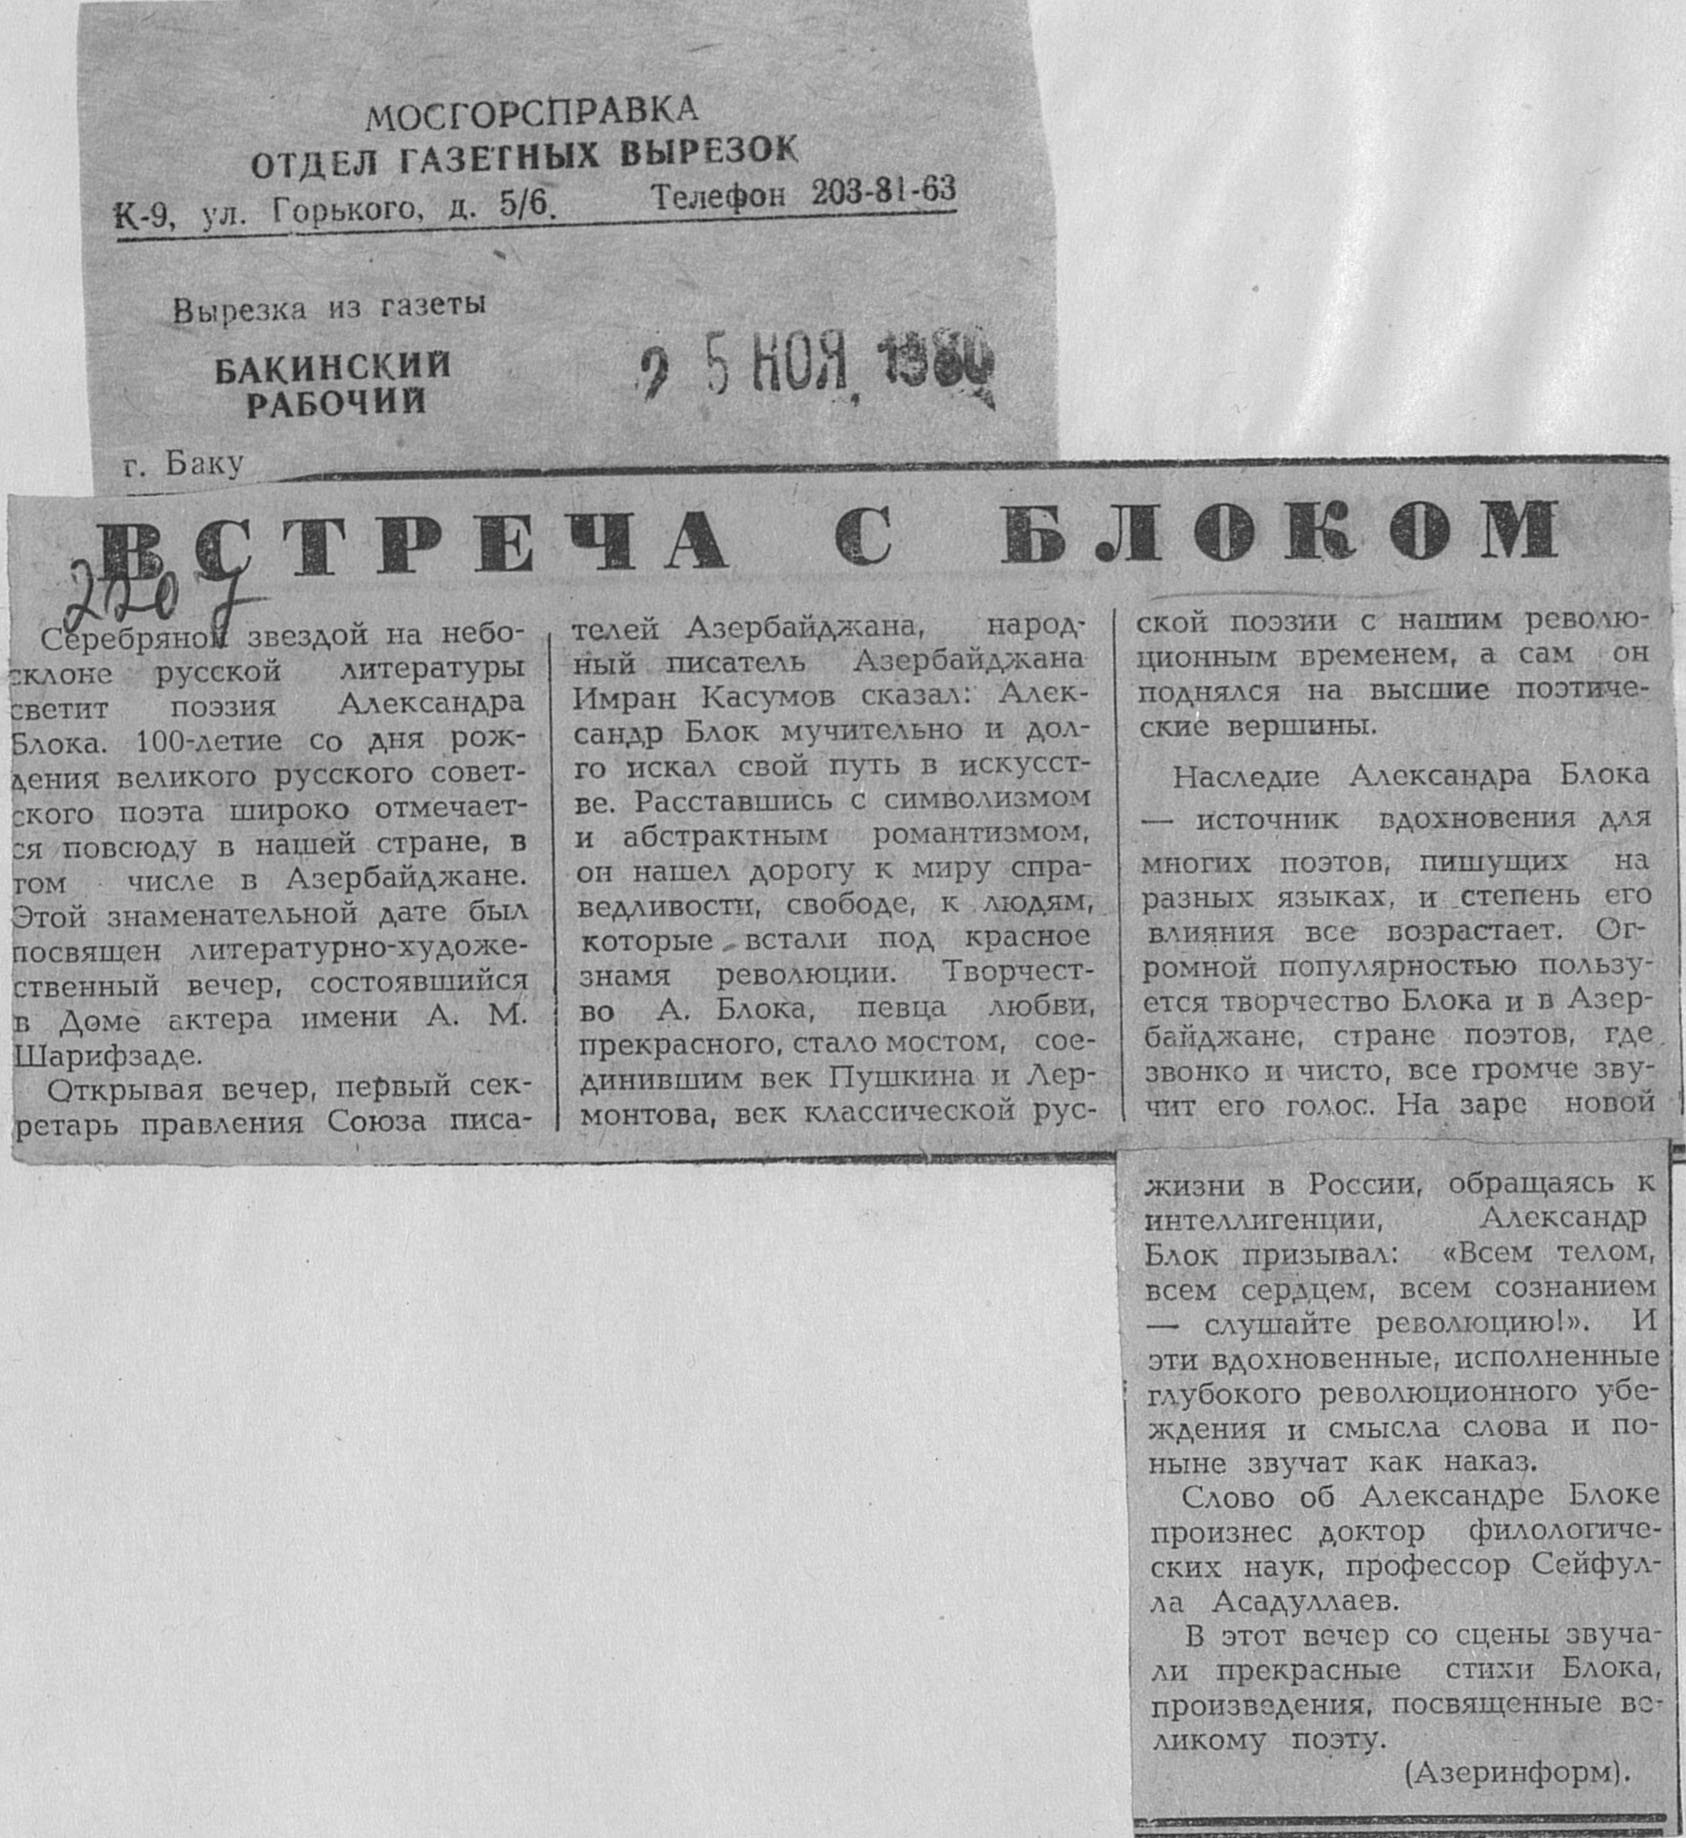 МОСГОРСПРАВКА
ОТДЕЛ ГАЗЕТНЫХ ВЫРЕЗОК
К-9, ул. Горького, д. 5/6. Телефон 203-81-63
Вырезка из газеты
БАКИНСКИЙ
РАБОЧИЙ
25 НОЯ. 1980
г. Баку
ВСТРЕЧА С БЛОКОМ
Серебряной звездой на небо-
склоне русской литературы
светит поэзия Александра
Блока. 100-летие со дня рож-
дения великого русского совет-
ского поэта широко отмечает-
ся повсюду в нашей стране, в
том числе в Азербайджане.
Этой знаменательной дате был
посвящен литературно-художе-
ственный вечер, состоявшийся
в Доме актера имени А. М.
Шарифзаде.
Открывая вечер, первый сек-
ретарь правления Союза писа-
телей Азербайджана, народ-
ный писатель Азербайджана
Имран Касумов сказал: Алек-
сандр Блок мучительно и дол-
го искал свой путь в искусст-
ве. Расставшись с символизмом
и абстрактным романтизмом,
он нашел дорогу к миру спра-
ведливости, свободе, к людям,
которые встали под красное
знамя революции. Творчест-
во А. Блока, певца любви,
прекрасного, стало мостом, сое-
динившим век Пушкина и Лер-
монтова, век классической рус-
ской поэзии с нашим револю-
ционным временем, а сам он
поднялся на высшие поэтиче-
ские вершины.
Наследие Александра Блока
— источник вдохновения для
многих поэтов, пишущих на
разных языках, и степень его
влияния все возрастает. Ог-
ромной популярностью пользу-
ется творчество Блока и в Азер-
байджане, стране поэтов, где
звонко и чисто, все громче зву-
чит его голос. На заре новой
жизни в России, обращаясь к
интеллигенции, Александр
Блок призывал: «Всем телом,
всем сердцем, всем сознанием
— слушайте революцию!». И
эти вдохновенные, исполненные
глубокого революционного убе-
ждения и смысла слова и по-
ныне звучат как наказ.
Слово об Александре Блоке
произнес доктор филологиче-
ских наук, профессор Сейфул-
ла Асадуллаев.
В этот вечер со сцены звуча-
ли прекрасные стихи Блока,
произведения, посвященные ве-
ликому поэту.
(Азеринформ).